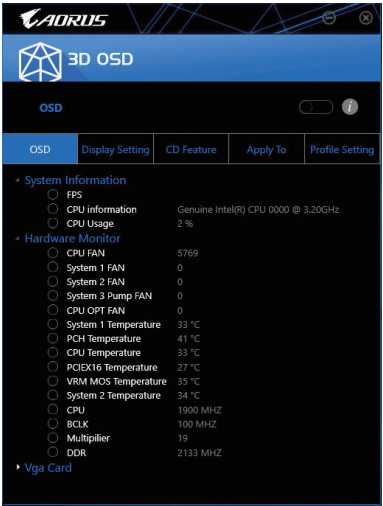 AORUS
3D OSD
OSD
OSD Display Setting CD Feature Apply To Profile Setting
System Information
FPS
CPU information Genuine Intel(R) CPU 0000 @ 3.20GHz
CPU Usage 2 %
Hardware Monitor
CPU FAN 5769
System 1 FAN 0
System 2 FAN 0
System 3 Pump FAN 0
CPU OPT FAN 0
System 1 Temperature 33 °C
PCH Temperature 41 °C
CPU Temperature 33 °C
PCIEX16 Temperature 27 °C
VRM MOS Temperature 35 °C
System 2 Temperature 34 °C
CPU 1900 MHZ
BCLK 100 MHZ
Multipilier 19
DDR 2133 MHZ
Vga Card